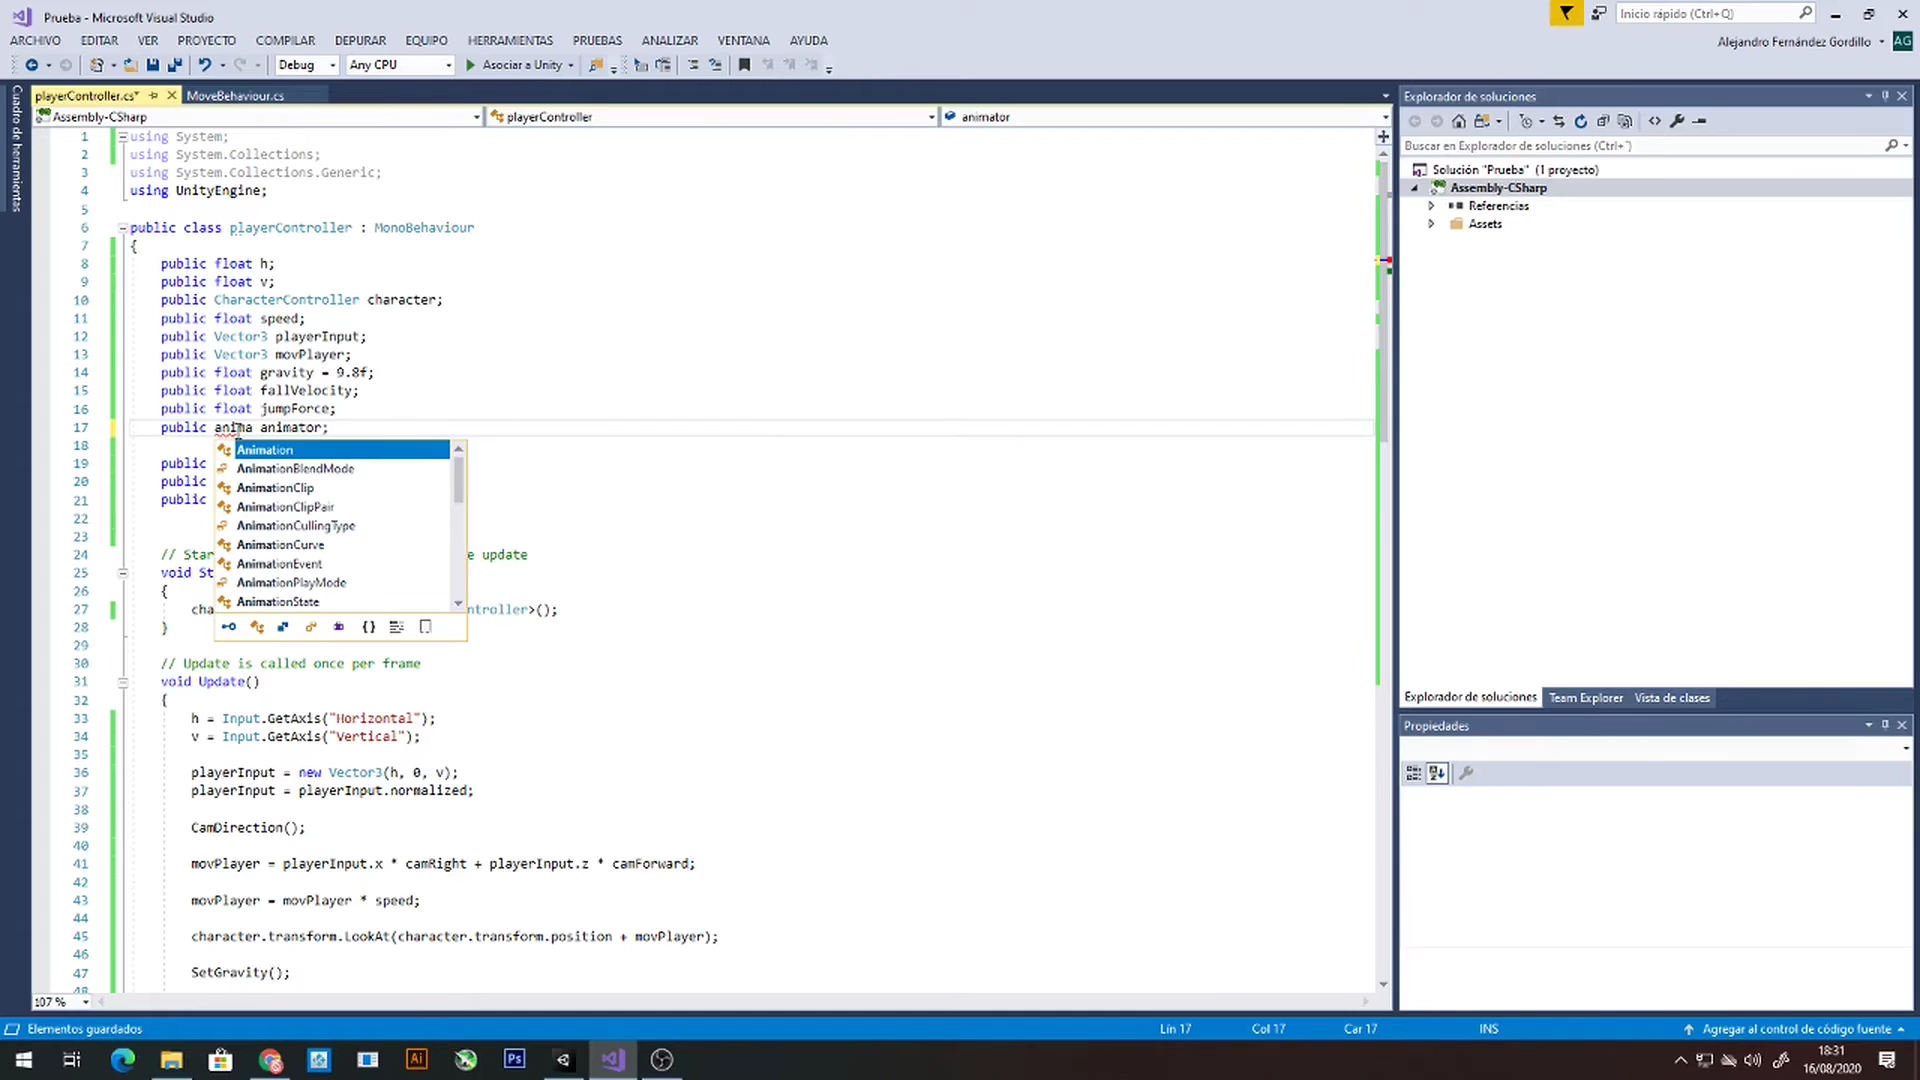 Prueba - Microsoft Visual Studio
Inicio rápido (Ctrl+Q)
ARCHIVO EDITAR VER PROYECTO COMPILAR DEPURAR EQUIPO HERRAMIENTAS PRUEBAS ANALIZAR VENTANA AYUDA
Alejandro Fernández Gordillo AG
Debug Any CPU Asociar a Unity
Cuadro de herramientas
playerController.cs* MoveBehaviour.cs
Assembly-CSharp playerController animator
1 using System;
2 using System.Collections;
3 using System.Collections.Generic;
4 using UnityEngine;
5
6 public class playerController : MonoBehaviour
7 {
8 public float h;
9 public float v;
10 public CharacterController character;
11 public float speed;
12 public Vector3 playerInput;
13 public Vector3 movPlayer;
14 public float gravity = 9.8f;
15 public float fallVelocity;
16 public float jumpForce;
17 public anima animator;
18
19 public
20 public
21 public
22
23
24 // Star e update
25 void St
26 {
27 cha ntroller>();
28 }
29
30 // Update is called once per frame
31 void Update()
32 {
33 h = Input.GetAxis("Horizontal");
34 v = Input.GetAxis("Vertical");
35
36 playerInput = new Vector3(h, 0, v);
37 playerInput = playerInput.normalized;
38
39 CamDirection();
40
41 movPlayer = playerInput.x * camRight + playerInput.z * camForward;
42
43 movPlayer = movPlayer * speed;
44
45 character.transform.LookAt(character.transform.position + movPlayer);
46
47 SetGravity();
48
Animation
AnimationBlendMode
AnimationClip
AnimationClipPair
AnimationCullingType
AnimationCurve
AnimationEvent
AnimationPlayMode
AnimationState
107 %
Explorador de soluciones
Buscar en Explorador de soluciones (Ctrl+¨)
Solución "Prueba" (1 proyecto)
Assembly-CSharp
Referencias
Assets
Explorador de soluciones Team Explorer Vista de clases
Propiedades
Elementos guardados Lín 17 Col 17 Car 17 INS Agregar al control de código fuente
Ai Ps
18:31
16/08/2020